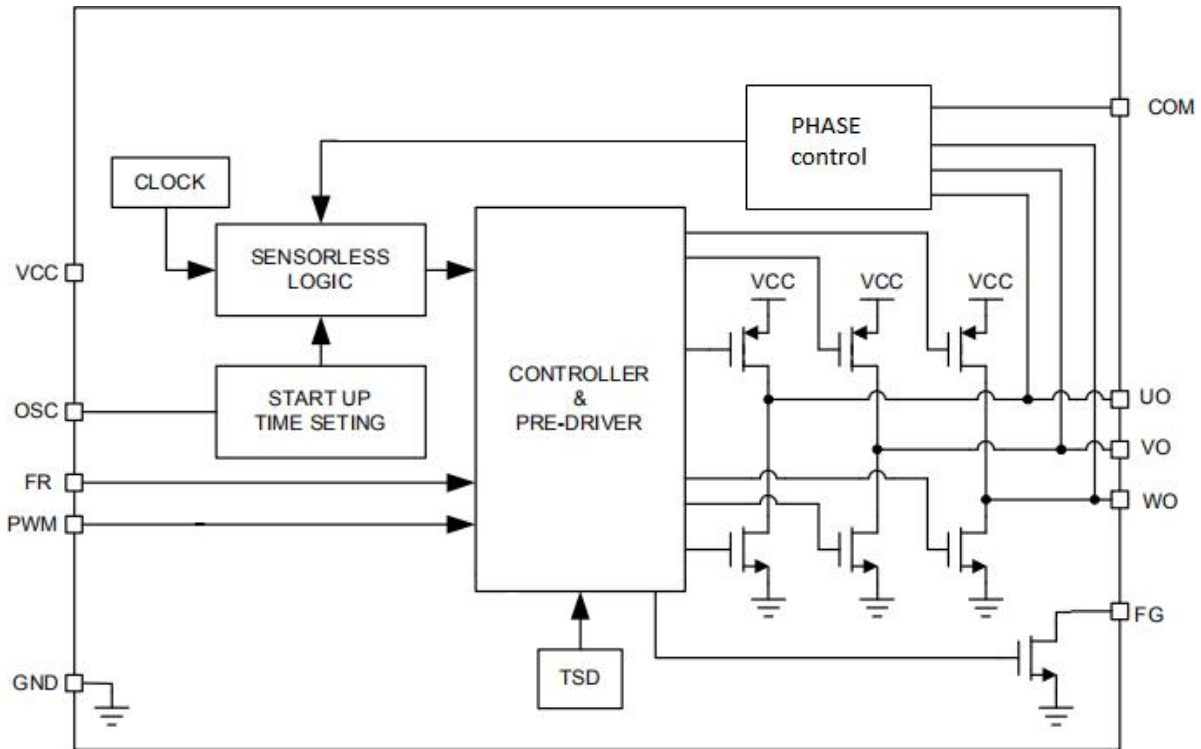 COM
PHASE
control
CLOCK
SENSORLESS
LOGIC
VCC
VCC
VCC
VCC
CONTROLLER
&
PRE-DRIVER
START UP
TIME SETING
OSC
UO
VO
FR
WO
PWM
FG
TSD
GND